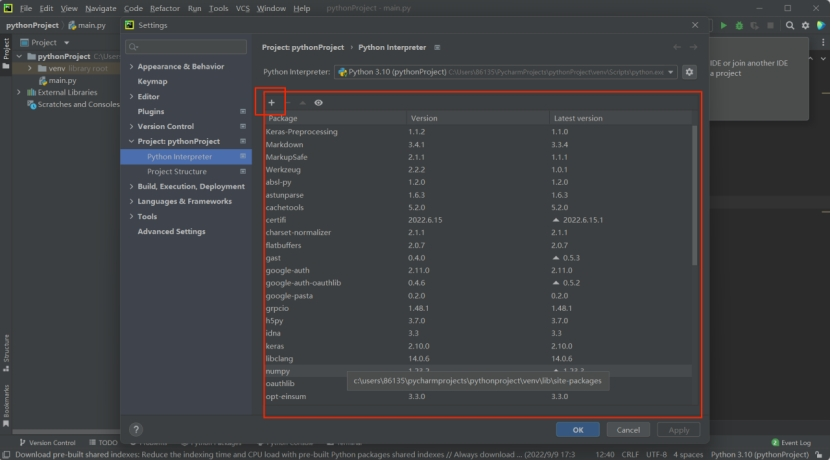 File Edit View Navigate Code Refactor Run Tools VCS Window Help
pythonProject - main.py
pythonProject > main.py
Settings
Project
Project
pythonProject C:\Users
venv library root
main.py
External Libraries
Scratches and Consoles
Appearance & Behavior
Keymap
Editor
Plugins
Version Control
Project: pythonProject
Python Interpreter
Project Structure
Build, Execution, Deployment
Languages & Frameworks
Tools
Advanced Settings
Project: pythonProject > Python Interpreter
Python Interpreter: Python 3.10 (pythonProject) C:\Users\86135\PycharmProjects\pythonProject\venv\Scripts\python.exe
Package Version Latest version
Keras-Preprocessing 1.1.2 1.1.0
Markdown 3.4.1 3.3.4
MarkupSafe 2.1.1 1.1.1
Werkzeug 2.2.2 1.0.1
absl-py 1.2.0 1.2.0
astunparse 1.6.3 1.6.3
cachetools 5.2.0 5.2.0
certifi 2022.6.15 2022.6.15.1
charset-normalizer 2.1.1 2.1.1
flatbuffers 2.0.7 2.0.7
gast 0.4.0 0.5.3
google-auth 2.11.0 2.11.0
google-auth-oauthlib 0.4.6 0.5.2
google-pasta 0.2.0 0.2.0
grpcio 1.48.1 1.48.1
h5py 3.7.0 3.7.0
idna 3.3 3.3
keras 2.10.0 2.10.0
libclang 14.0.6 14.0.6
numpy 1.23.2 1.23.3
oauthlib
c:\users\86135\pycharmprojects\pythonproject\venv\lib\site-packages
opt-einsum 3.3.0 3.3.0
OK Cancel Apply
IDE or join another IDE
a project
Structure
Bookmarks
Version Control TODO
Event Log
Download pre-built shared indexes: Reduce the indexing time and CPU load with pre-built Python packages shared indexes // Always download ... (2022/9/9 17:3 12:40 CRLF UTF-8 4 spaces Python 3.10 (pythonProject)